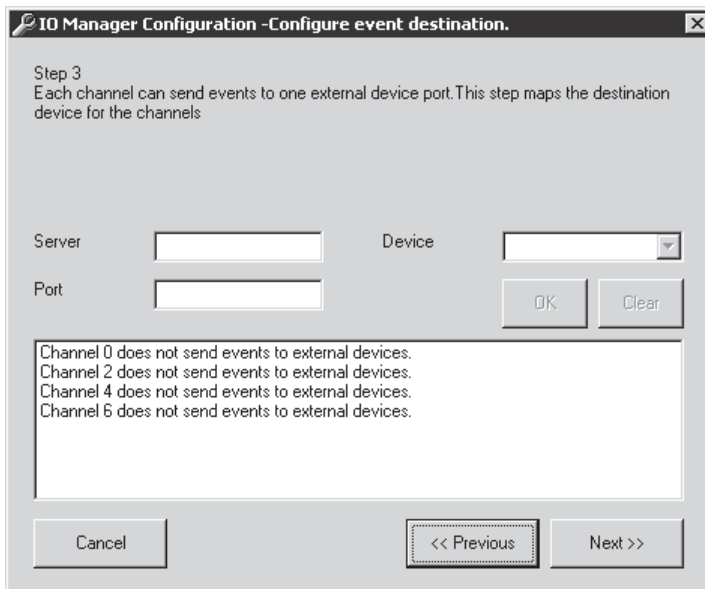 IO Manager Configuration -Configure event destination.
Step 3
Each channel can send events to one external device port.This step maps the destination
device for the channels
Server
Device
Port
OK
Clear
Channel 0 does not send events to external devices.
Channel 2 does not send events to external devices.
Channel 4 does not send events to external devices.
Channel 6 does not send events to external devices.
Cancel
<< Previous
Next >>